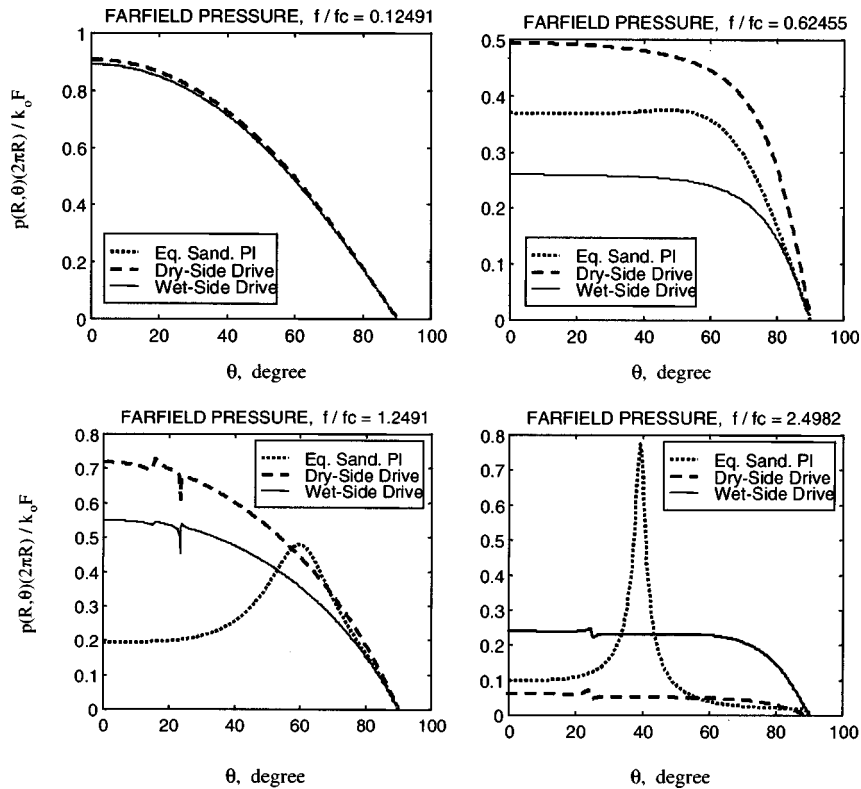 FARFIELD PRESSURE, f / fc = 0.12491
p(R,θ)(2πR) / koF
1
0.8
0.6
0.4
0.2
0
Eq. Sand. Pl
Dry-Side Drive
Wet-Side Drive
0 20 40 60 80 100
θ, degree
FARFIELD PRESSURE, f / fc = 0.62455
0.5
0.4
0.3
0.2
0.1
0
Eq. Sand. Pl
Dry-Side Drive
Wet-Side Drive
0 20 40 60 80 100
θ, degree
FARFIELD PRESSURE, f / fc = 1.2491
p(R,θ)(2πR) / koF
0.8
0.7
0.6
0.5
0.4
0.3
0.2
0.1
0
Eq. Sand. Pl
Dry-Side Drive
Wet-Side Drive
0 20 40 60 80 100
θ, degree
FARFIELD PRESSURE, f / fc = 2.4982
0.8
0.7
0.6
0.5
0.4
0.3
0.2
0.1
0
Eq. Sand. Pl
Dry-Side Drive
Wet-Side Drive
0 20 40 60 80 100
θ, degree